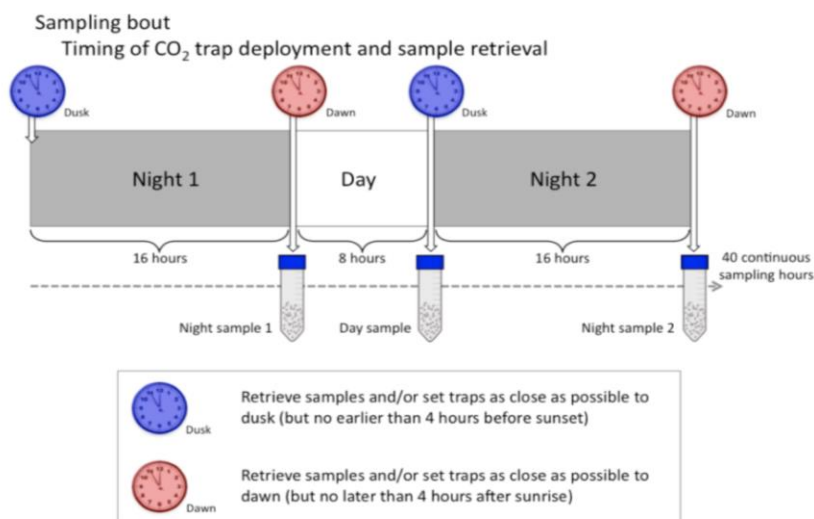 Sampling bout
Timing of CO₂ trap deployment and sample retrieval
Dusk
Dawn
Dusk
Dawn
Night 1
Day
Night 2
16 hours
8 hours
16 hours
40 continuous
sampling hours
Night sample 1
Day sample
Night sample 2
Retrieve samples and/or set traps as close as possible to
dusk (but no earlier than 4 hours before sunset)
Dusk
Retrieve samples and/or set traps as close as possible to
dawn (but no later than 4 hours after sunrise)
Dawn